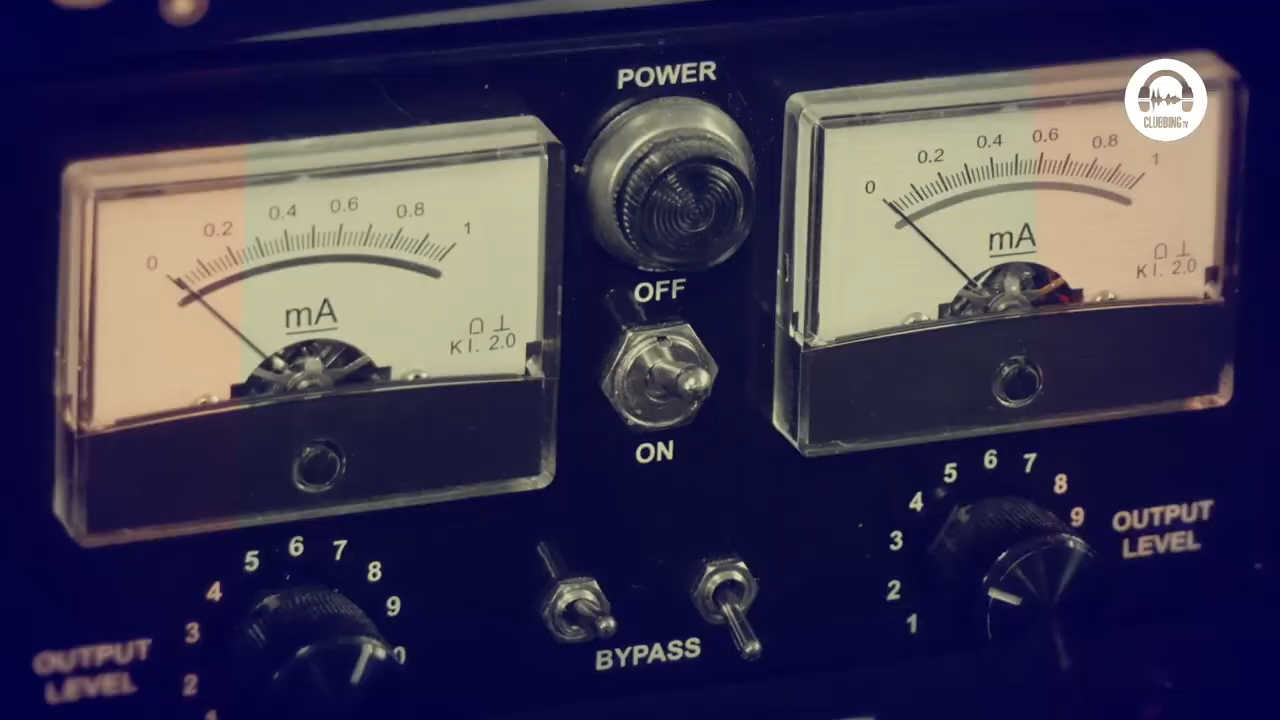 POWER
CLUBBING TV
0 0.2 0.4 0.6 0.8 1
mA
KI. 2.0
0 0.2 0.4 0.6 0.8 1
mA
KI. 2.0
OFF
ON
1 2 3 4 5 6 7 8 9
OUTPUT
LEVEL
2 3 4 5 6 7 8 9
OUTPUT
LEVEL
BYPASS